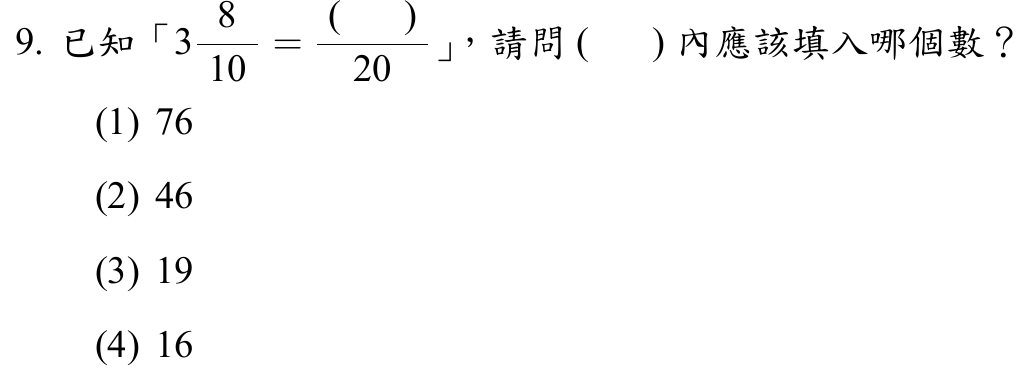 9. 已知「3 8/10 = (  )/20」，請問 (  ) 內應該填入哪個數？
(1) 76
(2) 46
(3) 19
(4) 16